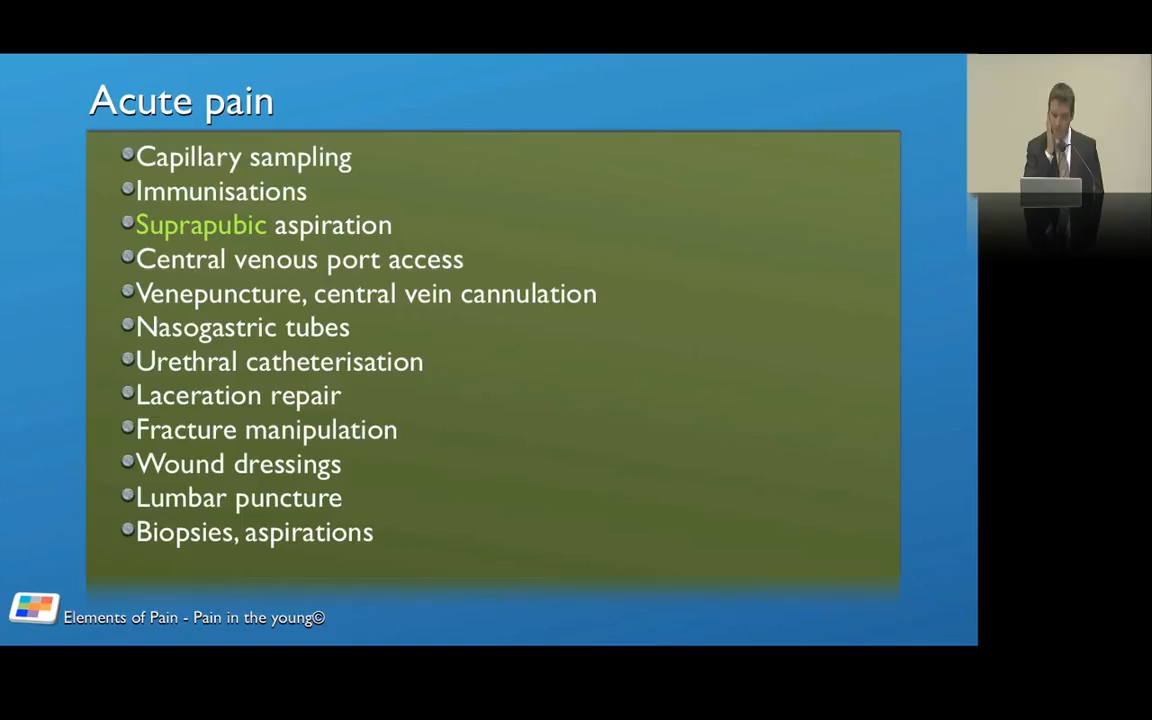 Acute pain
Capillary sampling
Immunisations
Suprapubic aspiration
Central venous port access
Venepuncture, central vein cannulation
Nasogastric tubes
Urethral catheterisation
Laceration repair
Fracture manipulation
Wound dressings
Lumbar puncture
Biopsies, aspirations
Elements of Pain - Pain in the young©